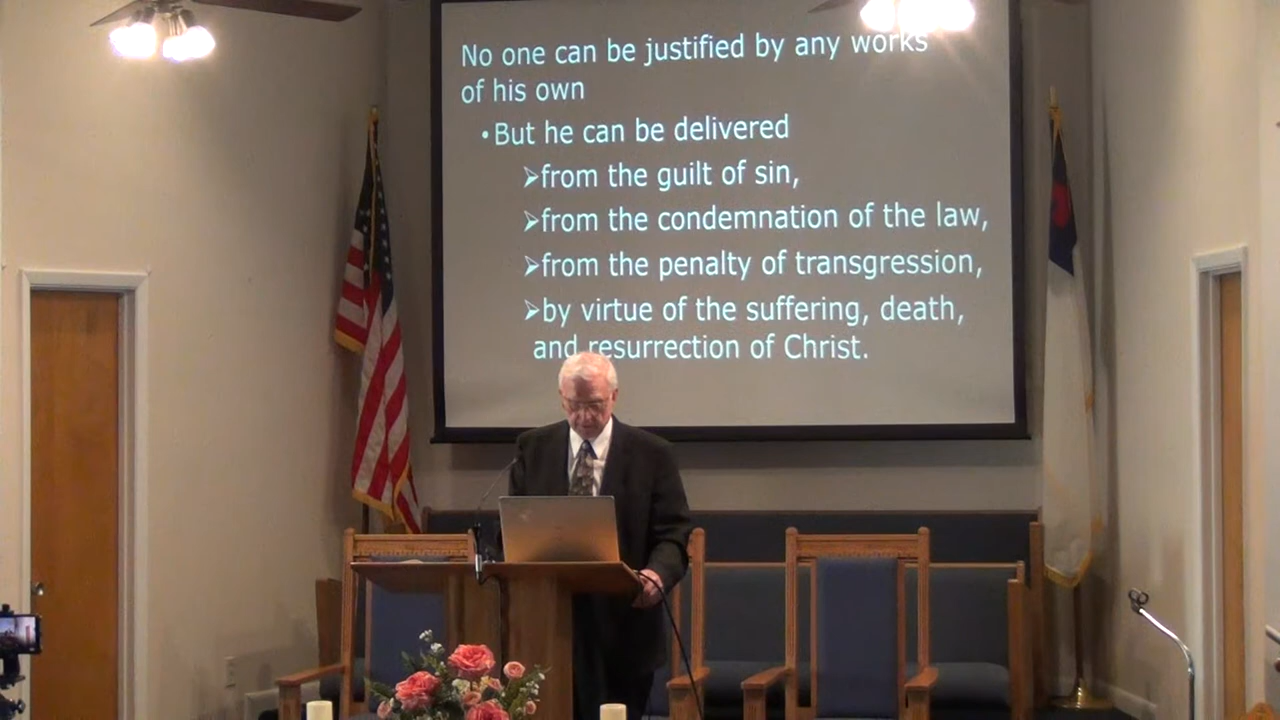 No one can be justified by any works
of his own
•But he can be delivered
➢from the guilt of sin,
➢from the condemnation of the law,
➢from the penalty of transgression,
➢by virtue of the suffering, death,
and resurrection of Christ.